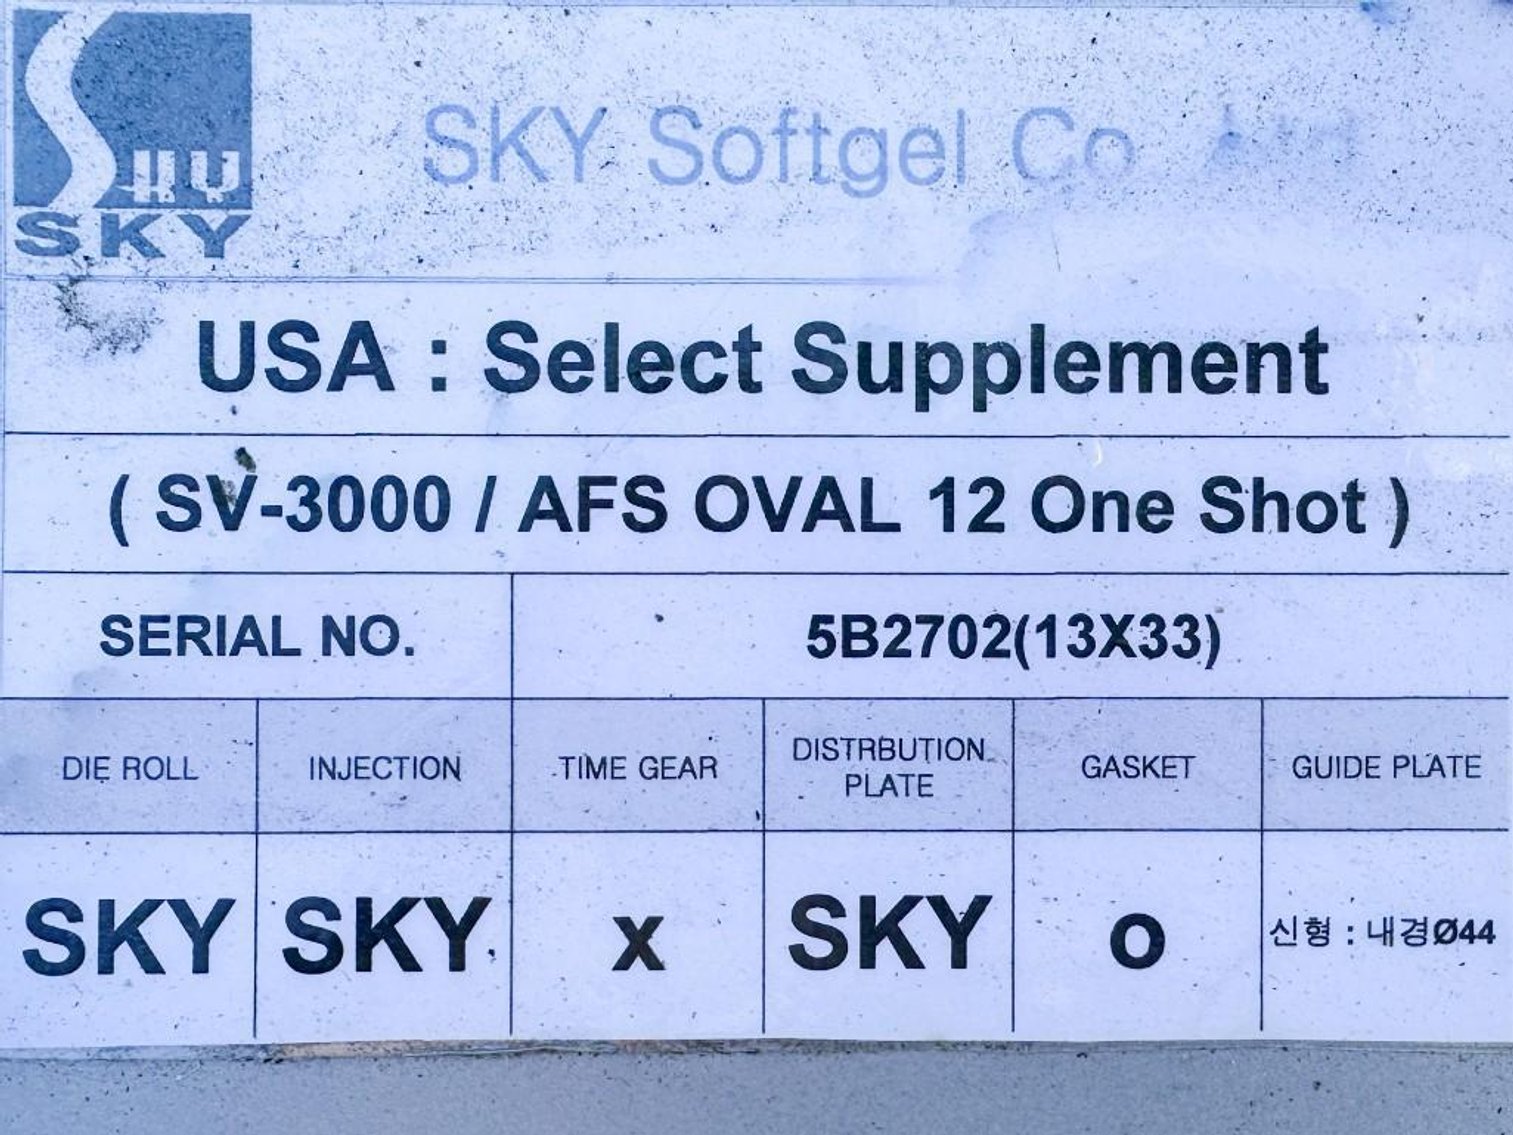 SKY
SKY
SKY Softgel Co
USA : Select Supplement
( SV-3000 / AFS OVAL 12 One Shot )
SERIAL NO. 5B2702(13X33)
DIE ROLL INJECTION TIME GEAR DISTRBUTION PLATE GASKET GUIDE PLATE
SKY SKY x SKY o 신형 : 내경Ø44